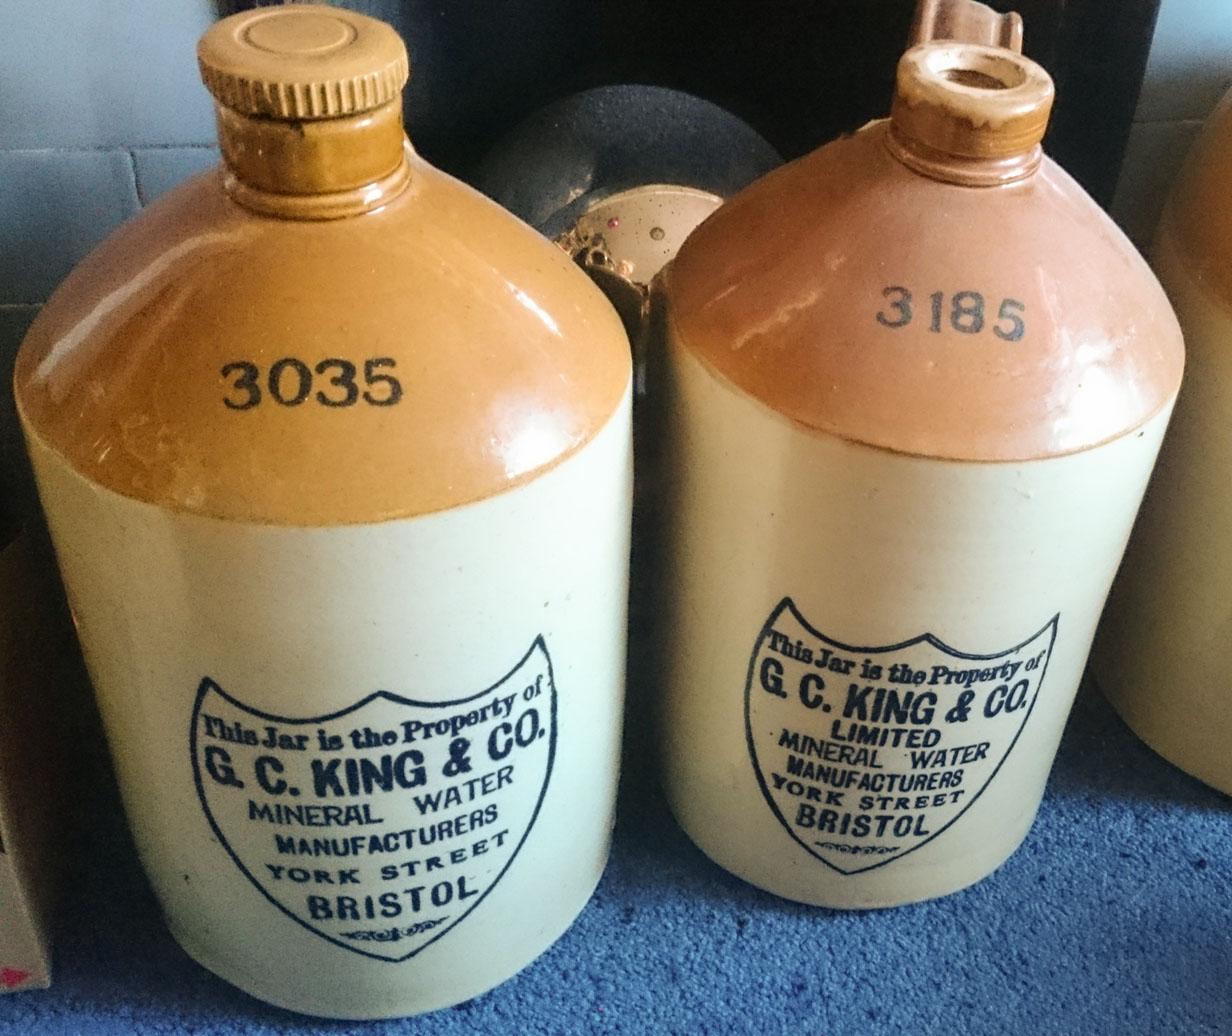 3035
This Jar is the Property of
G. C. KING & CO.
MINERAL WATER
MANUFACTURERS
YORK STREET
BRISTOL
3185
This Jar is the Property of
G. C. KING & CO.
LIMITED
MINERAL WATER
MANUFACTURERS
YORK STREET
BRISTOL